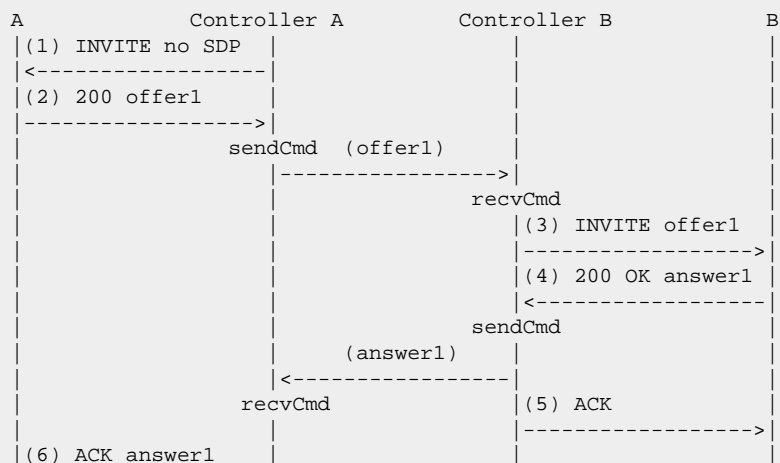 A                Controller A          Controller B             B
|(1) INVITE no SDP  |                    |                    |
|<------------------|                    |                    |
|(2) 200 offer1     |                    |                    |
|------------------>|                    |                    |
|               sendCmd  (offer1)        |                    |
|                   |------------------->|                    |
|                   |                 recvCmd                 |
|                   |                    |(3) INVITE offer1   |
|                   |                    |------------------->|
|                   |                    |(4) 200 OK answer1  |
|                   |                    |<-------------------|
|                   |                 sendCmd                 |
|                   |     (answer1)      |                    |
|                   |<-------------------|                    |
|                recvCmd                 |(5) ACK             |
|                   |                    |------------------->|
|(6) ACK answer1    |                    |                    |